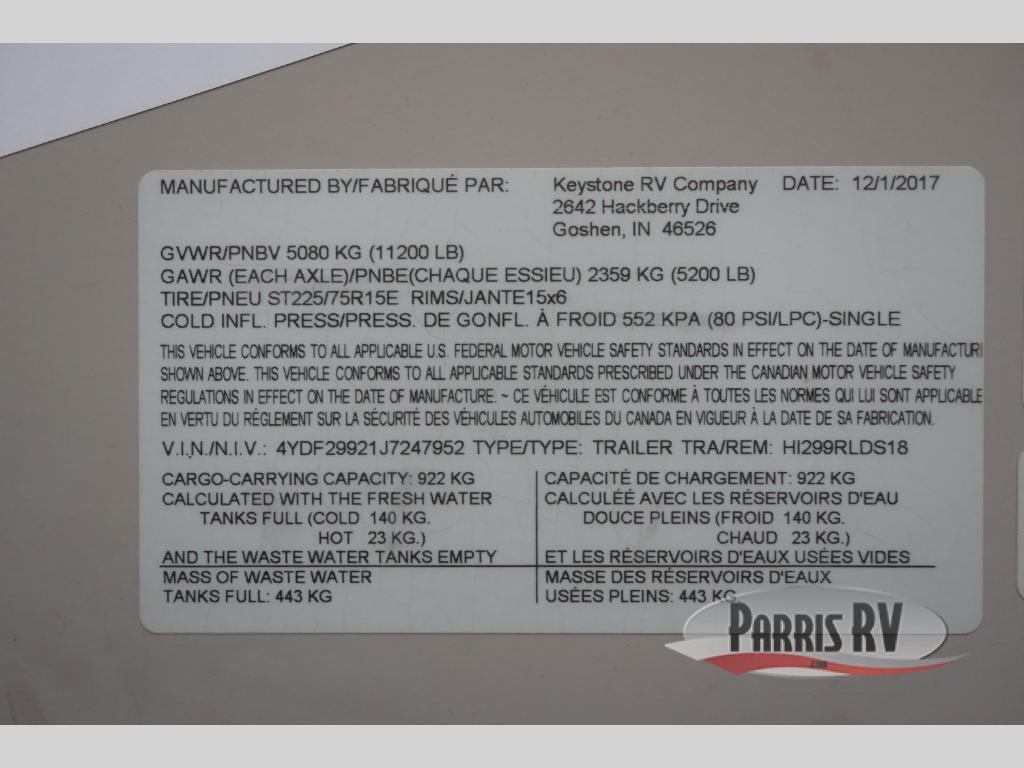 MANUFACTURED BY/FABRIQUÉ PAR: Keystone RV Company DATE: 12/1/2017
2642 Hackberry Drive
Goshen, IN 46526
GVWR/PNBV 5080 KG (11200 LB)
GAWR (EACH AXLE)/PNBE(CHAQUE ESSIEU) 2359 KG (5200 LB)
TIRE/PNEU ST225/75R15E RIMS/JANTE15x6
COLD INFL. PRESS/PRESS. DE GONFL. À FROID 552 KPA (80 PSI/LPC)-SINGLE
THIS VEHICLE CONFORMS TO ALL APPLICABLE U.S. FEDERAL MOTOR VEHICLE SAFETY STANDARDS IN EFFECT ON THE DATE OF MANUFACTURI
SHOWN ABOVE. THIS VEHICLE CONFORMS TO ALL APPLICABLE STANDARDS PRESCRIBED UNDER THE CANADIAN MOTOR VEHICLE SAFETY
REGULATIONS IN EFFECT ON THE DATE OF MANUFACTURE. ~ CE VÉHICULE EST CONFORME À TOUTES LES NORMES QUI LUI SONT APPLICABLE
EN VERTU DU RÉGLEMENT SUR LA SÉCURITÉ DES VÉHICULES AUTOMOBILES DU CANADA EN VIGUEUR À LA DATE DE SA FABRICATION.
V.I.N./N.I.V.: 4YDF29921J7247952 TYPE/TYPE: TRAILER TRA/REM: HI299RLDS18
CARGO-CARRYING CAPACITY: 922 KG
CALCULATED WITH THE FRESH WATER
TANKS FULL (COLD 140 KG.
HOT 23 KG.)
AND THE WASTE WATER TANKS EMPTY
MASS OF WASTE WATER
TANKS FULL: 443 KG
CAPACITÉ DE CHARGEMENT: 922 KG
CALCULÉE AVEC LES RÉSERVOIRS D'EAU
DOUCE PLEINS (FROID 140 KG.
CHAUD 23 KG.)
ET LES RÉSERVOIRS D'EAUX USÉES VIDES
MASSE DES RÉSERVOIRS D'EAUX
USÉES PLEINS: 443 KG
PARRIS RV
.com